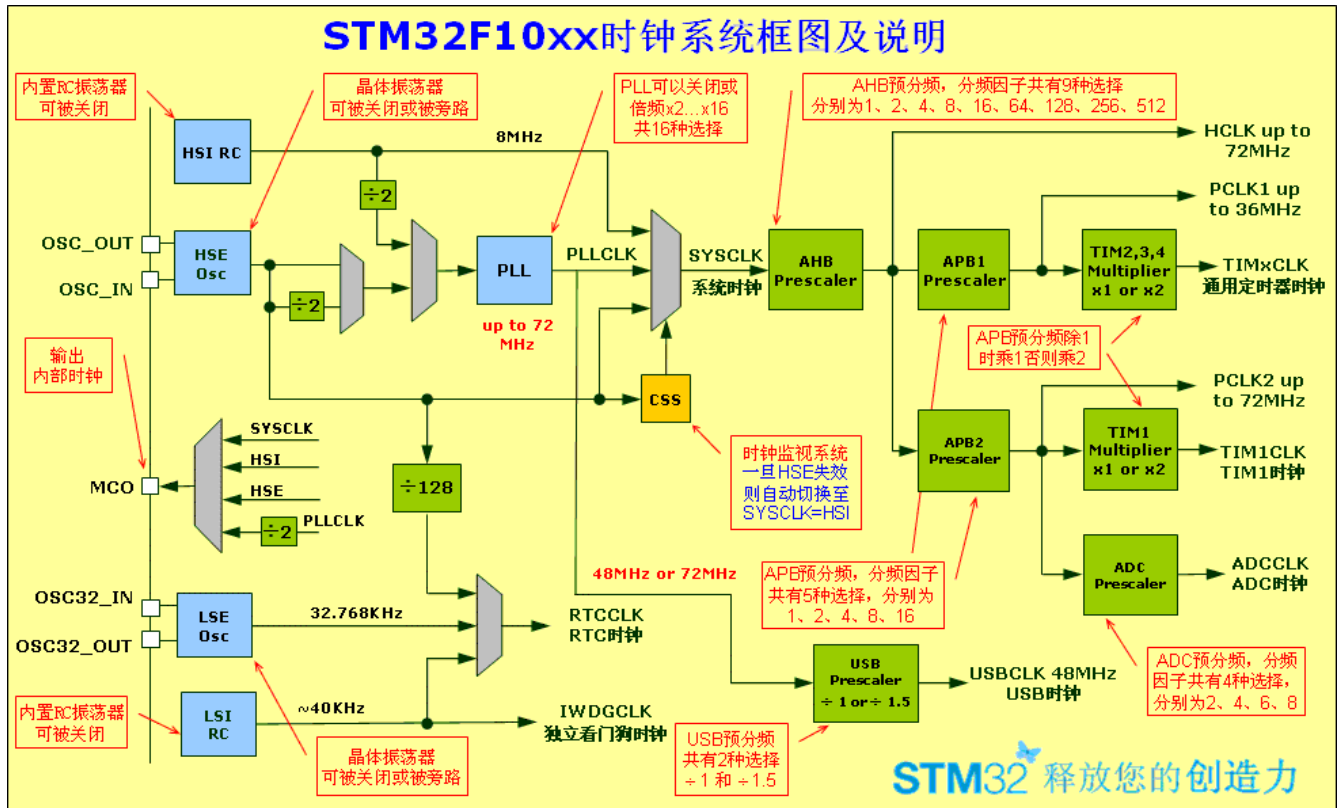 STM32F10xx时钟系统框图及说明
内置RC振荡器
可被关闭
晶体振荡器
可被关闭或被旁路
PLL可以关闭或
倍频x2...x16
共16种选择
AHB预分频，分频因子共有9种选择
分别为1、2、4、8、16、64、128、256、512
HSI RC
8MHz
÷2
HCLK up to
72MHz
PCLK1 up
to 36MHz
OSC_OUT
OSC_IN
HSE
Osc
÷2
PLL
PLLCLK
up to 72
MHz
SYSCLK
系统时钟
AHB
Prescaler
APB1
Prescaler
TIM2,3,4
Multiplier
x1 or x2
TIMxCLK
通用定时器时钟
输出
内部时钟
APB预分频除1
时乘1否则乘2
CSS
PCLK2 up
to 72MHz
APB2
Prescaler
TIM1
Multiplier
x1 or x2
TIM1CLK
TIM1时钟
时钟监视系统
一旦HSE失效
则自动切换至
SYSCLK=HSI
MCO
SYSCLK
HSI
HSE
÷2
PLLCLK
÷128
48MHz or 72MHz
APB预分频，分频因子
共有5种选择，分别为
1、2、4、8、16
ADC
Prescaler
ADCCLK
ADC时钟
OSC32_IN
OSC32_OUT
LSE
Osc
32.768KHz
RTCCLK
RTC时钟
USB
Prescaler
÷ 1 or ÷ 1.5
USBCLK 48MHz
USB时钟
ADC预分频，分频
因子共有4种选择，
分别为2、4、6、8
内置RC振荡器
可被关闭
LSI
RC
~40KHz
IWDGCLK
独立看门狗时钟
晶体振荡器
可被关闭或被旁路
USB预分频
共有2种选择
÷1 和 ÷1.5
STM32 释放您的创造力